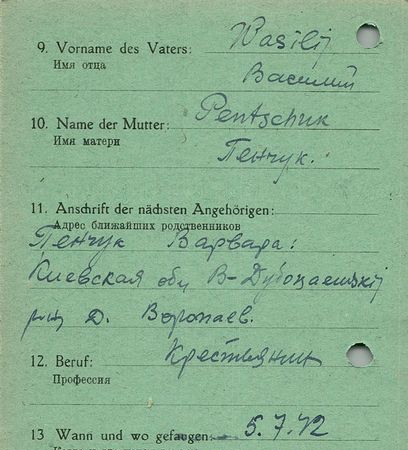 9. Vorname des Vaters: Wasilij
Имя отца Василий
10. Name der Mutter: Pentschuk
Имя матери Пенчук.
11. Anschrift der nächsten Angehörigen:
Адрес ближайших родственников
Пенчук Варвара:
Киевская обл
д. Воропаев.
12. Beruf: Крестьянин
Профессия
13 Wann und wo gefangen: 5.7.42